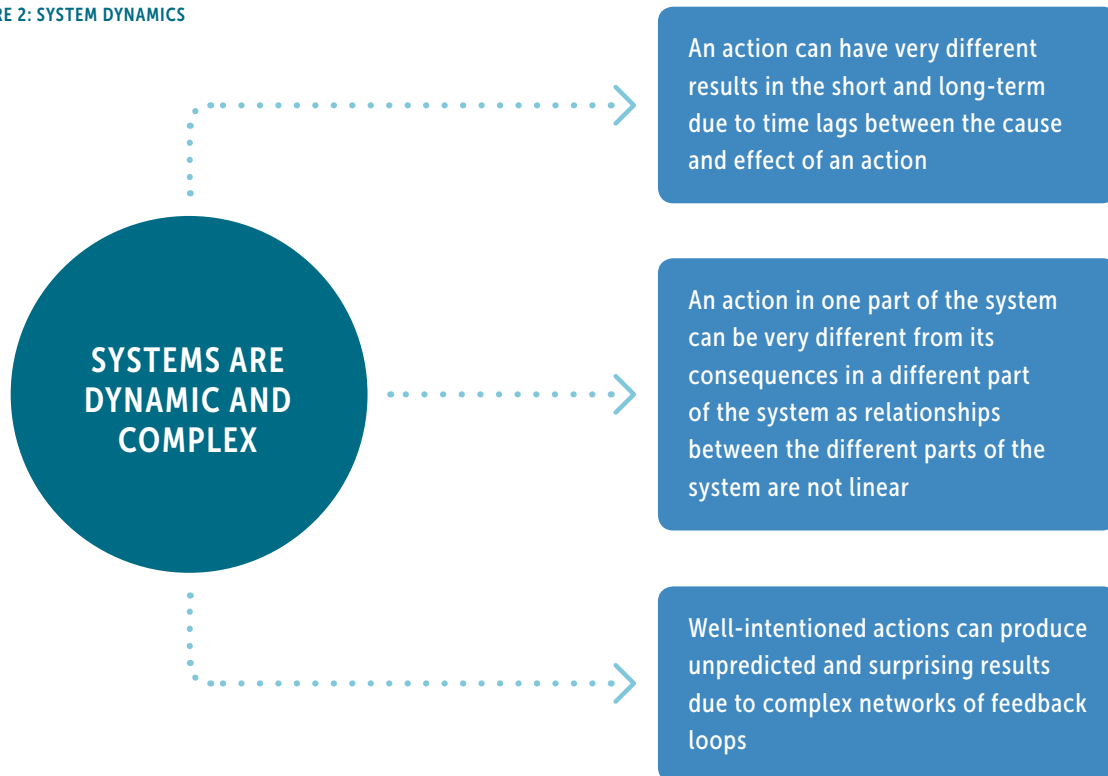 RE 2: SYSTEM DYNAMICS
An action can have very different
results in the short and long-term
due to time lags between the cause
and effect of an action
SYSTEMS ARE
DYNAMIC AND
COMPLEX
An action in one part of the system
can be very different from its
consequences in a different part
of the system as relationships
between the different parts of the
system are not linear
Well-intentioned actions can produce
unpredicted and surprising results
due to complex networks of feedback
loops